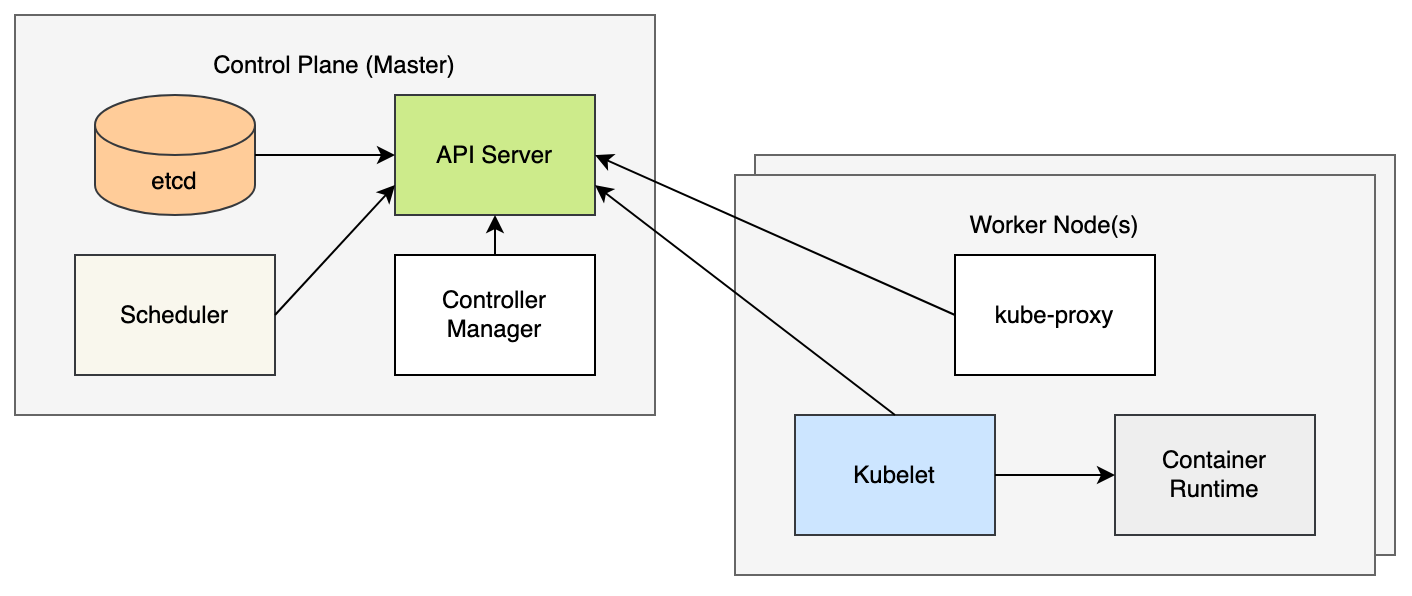 Control Plane (Master)
etcd
API Server
Scheduler
Controller
Manager
Worker Node(s)
kube-proxy
Kubelet
Container
Runtime